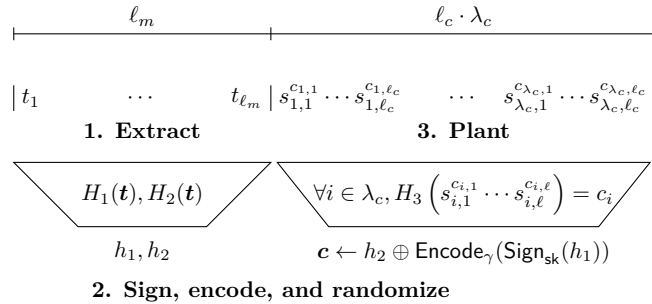 ℓ_m ℓ_c · λ_c
t_1 ⋯ t_{ℓ_m} s_{1,1}^{c_{1,1}} ⋯ s_{1,ℓ_c}^{c_{1,ℓ_c}} ⋯ s_{λ_c,1}^{c_{λ_c,1}} ⋯ s_{λ_c,ℓ_c}^{c_{λ_c,ℓ_c}}
1. Extract 3. Plant
H_1(t), H_2(t) ∀i ∈ λ_c, H_3 (s_{i,1}^{c_{i,1}} ⋯ s_{i,ℓ}^{c_{i,ℓ}}) = c_i
h_1, h_2 c ← h_2 ⊕ Encode_γ(Sign_sk(h_1))
2. Sign, encode, and randomize